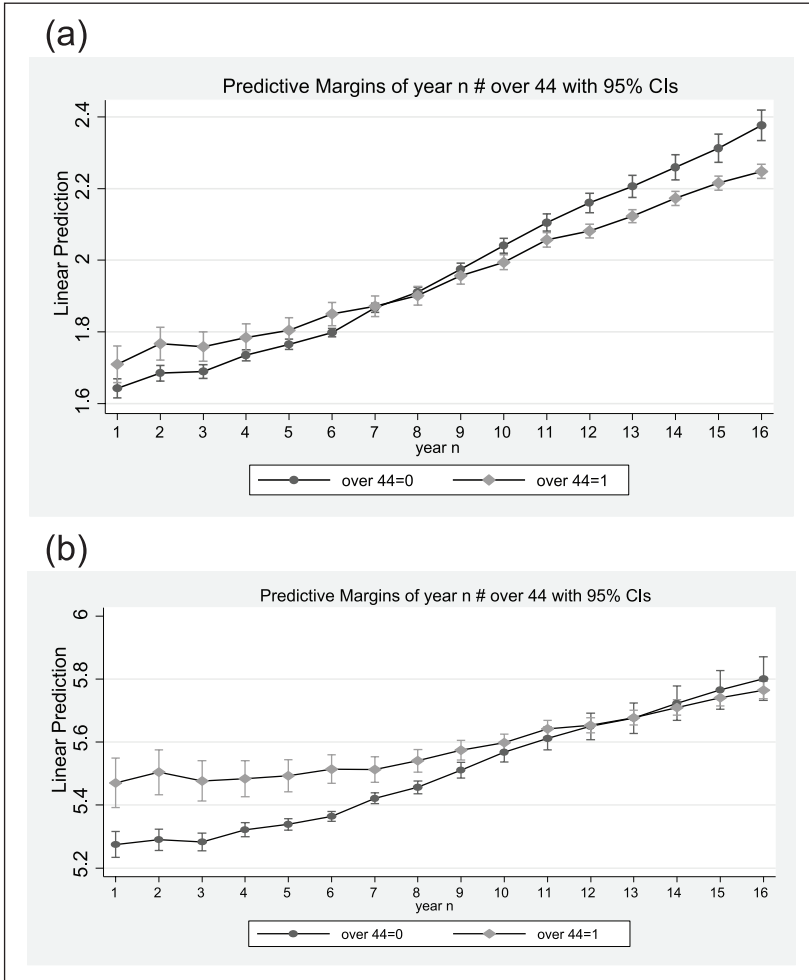 (a)
Predictive Margins of year n # over 44 with 95% CIs
Linear Prediction
2.4
2.2
2
1.8
1.6
1 2 3 4 5 6 7 8 9 10 11 12 13 14 15 16
year n
over 44=0 over 44=1
(b)
Predictive Margins of year n # over 44 with 95% CIs
Linear Prediction
6
5.8
5.6
5.4
5.2
1 2 3 4 5 6 7 8 9 10 11 12 13 14 15 16
year n
over 44=0 over 44=1